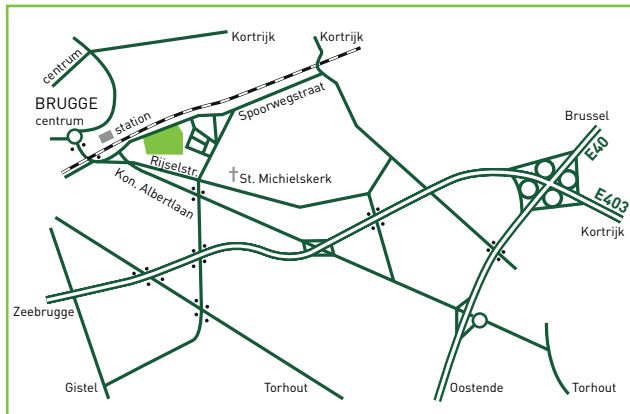 Kortrijk
Kortrijk
centrum
BRUGGE
centrum
station
Spoorwegstraat
Brussel
E40
Rijselstr.
St. Michielskerk
Kon. Albertlaan
E403
Kortrijk
Zeebrugge
Gistel
Torhout
Oostende
Torhout